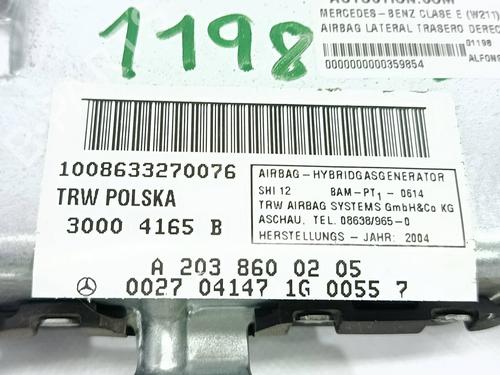 1198
MERCEDES-BENZ CLASE E (W211)
AIRBAG LATERAL TRASERO DEREC
01198
0000000000359854
ALFONS
1008633270076
TRW POLSKA
3000 4165 B
AIRBAG-HYBRIDGASGENERATOR
SHI 12 BAM-PT1-0614
TRW AIRBAG SYSTEMS GmbH&Co KG
ASCHAU. TEL. 08638/965-0
HERSTELLUNGS-JAHR: 2004
A 203 860 02 05
0027 04147 1G 0055 7